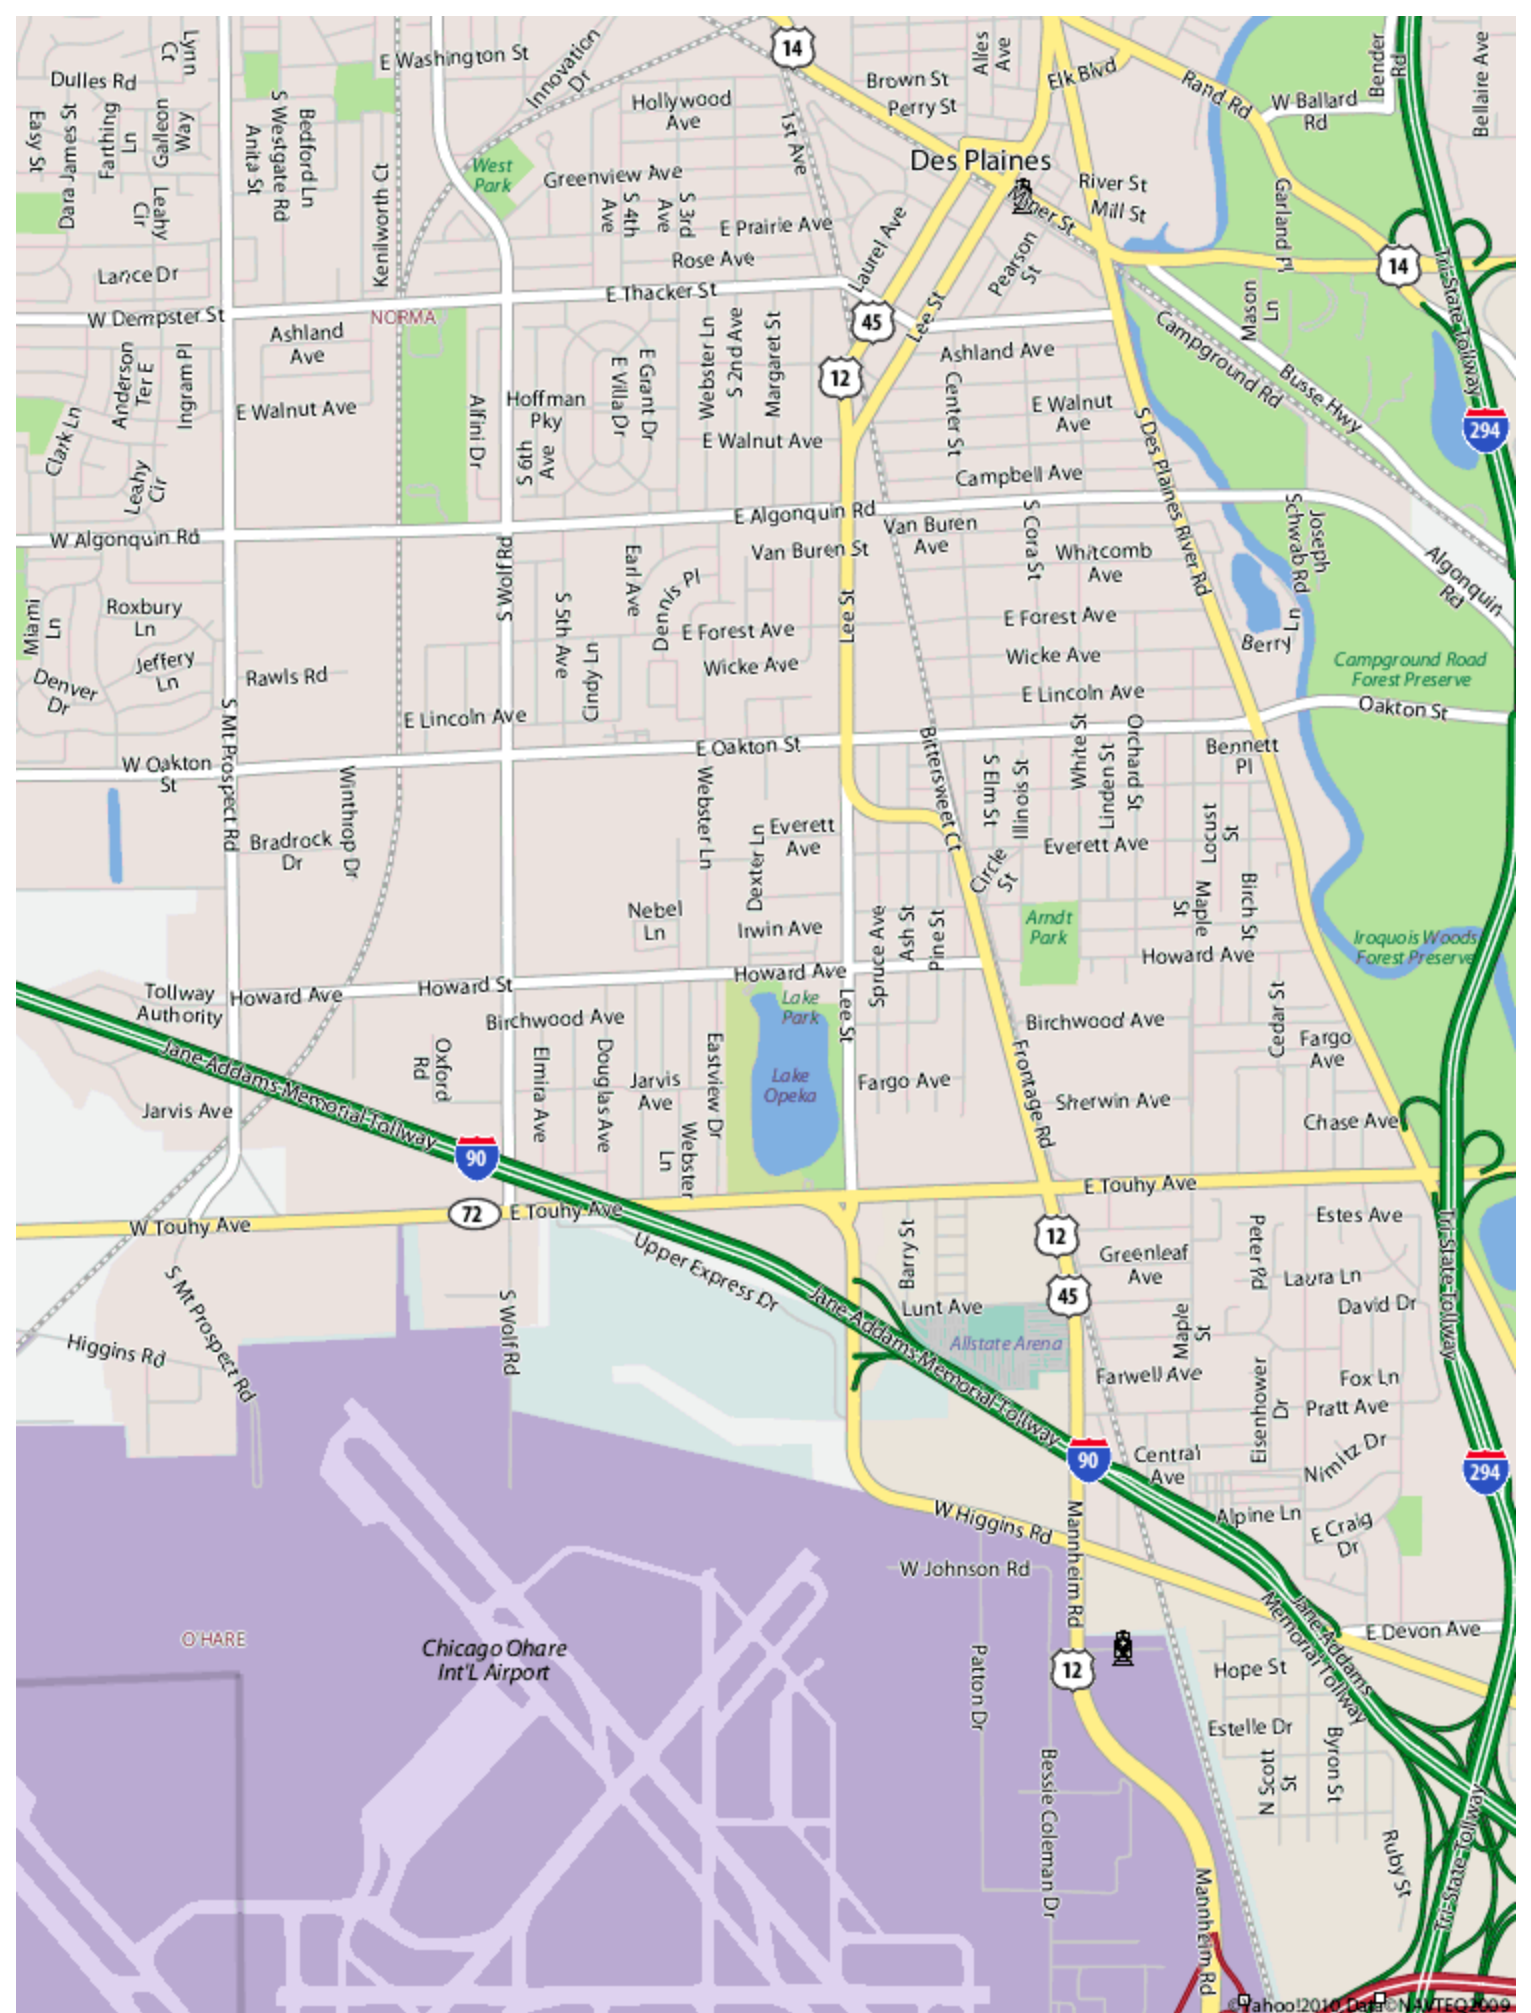 Lynn
Ct
E Washington St
Innovation
Dr
14
Alles
Ave
Elk Blvd
Bender
Rd
Bellaire Ave
Dulles Rd
Brown St
Perry St
Rand Rd
W Ballard
Rd
Easy St
Dara James St
Farthing
Ln
Galleon
Way
S Westgate Rd
Anita St
Bedford Ln
Hollywood
Ave
1st Ave
Kenilworth Ct
West
Park
Greenview Ave
Des Plaines
River St
Mill St
Miner St
Leahy
Cir
S 4th
Ave
S 3rd
Ave
E Prairie Ave
Laurel Ave
Garland Pl
Lance Dr
Rose Ave
Pearson
St
14
Tri-State Tollway
W Dempster St
NORMA
E Thacker St
45
Lee St
Mason
Ln
Campground Rd
Busse Hwy
Ashland
Ave
Ashland Ave
Anderson
Ter E
Ingram Pl
E Villa Dr
E Grant Dr
Webster Ln
S 2nd Ave
Margaret St
12
Center St
E Walnut Ave
Alfini Dr
Hoffman
Pky
E Walnut
Ave
S Des Plaines River Rd
294
Clark Ln
S 6th
Ave
E Walnut Ave
Leahy
Cir
Campbell Ave
W Algonquin Rd
E Algonquin Rd
Van Buren
Ave
S Cora St
Joseph
Schwab Rd
Van Buren St
Whitcomb
Ave
Algonquin
Rd
S Wolf Rd
Earl Ave
Dennis Pl
Miami
Ln
Roxbury
Ln
S 5th Ave
E Forest Ave
Lee St
E Forest Ave
Berry Ln
Jeffery
Ln
Rawls Rd
Cindy Ln
Wicke Ave
Wicke Ave
Campground Road
Forest Preserve
Denver
Dr
E Lincoln Ave
E Lincoln Ave
Oakton St
S Mt Prospect Rd
W Oakton
St
E Oakton St
Bittersweet Ct
White St
Orchard St
Bennett
Pl
Winthrop Dr
Webster Ln
S Elm St
Illinois St
Linden St
Bradrock
Dr
Dexter Ln
Everett
Ave
Everett Ave
Locust
St
Circle
St
Nebel
Ln
Irwin Ave
Spruce Ave
Ash St
Pine St
Arndt
Park
Maple
St
Birch St
Iroquois Woods
Forest Preserve
Howard Ave
Howard Ave
Tollway
Authority
Howard Ave
Howard St
Lake
Park
Lee St
Cedar St
Birchwood Ave
Birchwood Ave
Fargo
Ave
Jane Addams Memorial Tollway
Oxford
Rd
Elmira Ave
Douglas Ave
Jarvis
Ave
Eastview Dr
Lake
Opeka
Fargo Ave
Frontage Rd
Sherwin Ave
Jarvis Ave
Chase Ave
90
Webster
Ln
W Touhy Ave
72
E Touhy Ave
E Touhy Ave
Upper Express Dr
Barry St
12
Greenleaf
Ave
Peter Rd
Estes Ave
Tri-State Tollway
Laura Ln
David Dr
S Mt Prospect Rd
S Wolf Rd
Jane Addams Memorial Tollway
Lunt Ave
45
Allstate Arena
Maple
St
Higgins Rd
Farwell Ave
Eisenhower
Dr
Fox Ln
Pratt Ave
Nimitz Dr
90
Central
Ave
294
W Higgins Rd
Mannheim Rd
Alpine Ln
E Craig
Dr
W Johnson Rd
Jane Addams
Memorial Tollway
E Devon Ave
O'HARE
Chicago Ohare
Int'L Airport
Patton Dr
12
Hope St
Estelle Dr
Byron St
N Scott
St
Bessie Coleman Dr
Ruby St
Tri-State Tollway
Mannheim Rd
©Yahoo!2010, Data©NAVTEQ2009